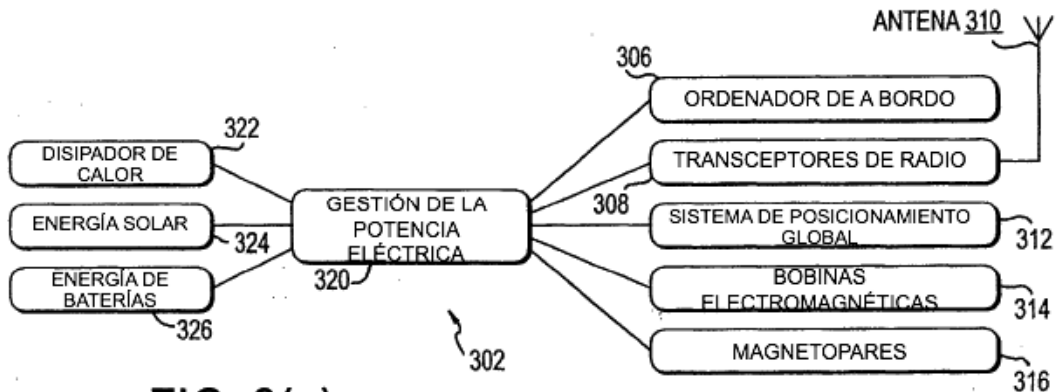 ANTENA 310
306
ORDENADOR DE A BORDO
322
DISIPADOR DE
CALOR
TRANSCEPTORES DE RADIO
308
GESTIÓN DE LA
POTENCIA
ELÉCTRICA
320
ENERGÍA SOLAR
324
SISTEMA DE POSICIONAMIENTO
GLOBAL
312
ENERGÍA DE
BATERÍAS
326
BOBINAS
ELECTROMAGNÉTICAS
314
302
MAGNETOPARES
316